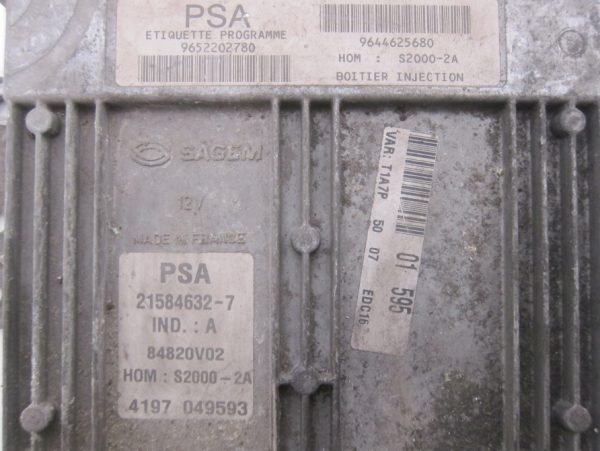 PSA
ETIQUETTE PROGRAMME
9652202780
9644625680
HOM : S2000-2A
BOITIER INJECTION
SAGEM
12V
MADE IN FRANCE
PSA
21584632-7
IND. : A
84820V02
HOM : S2000-2A
4197 049593
VAR: T1A7P 50 07 EDC16
01 595